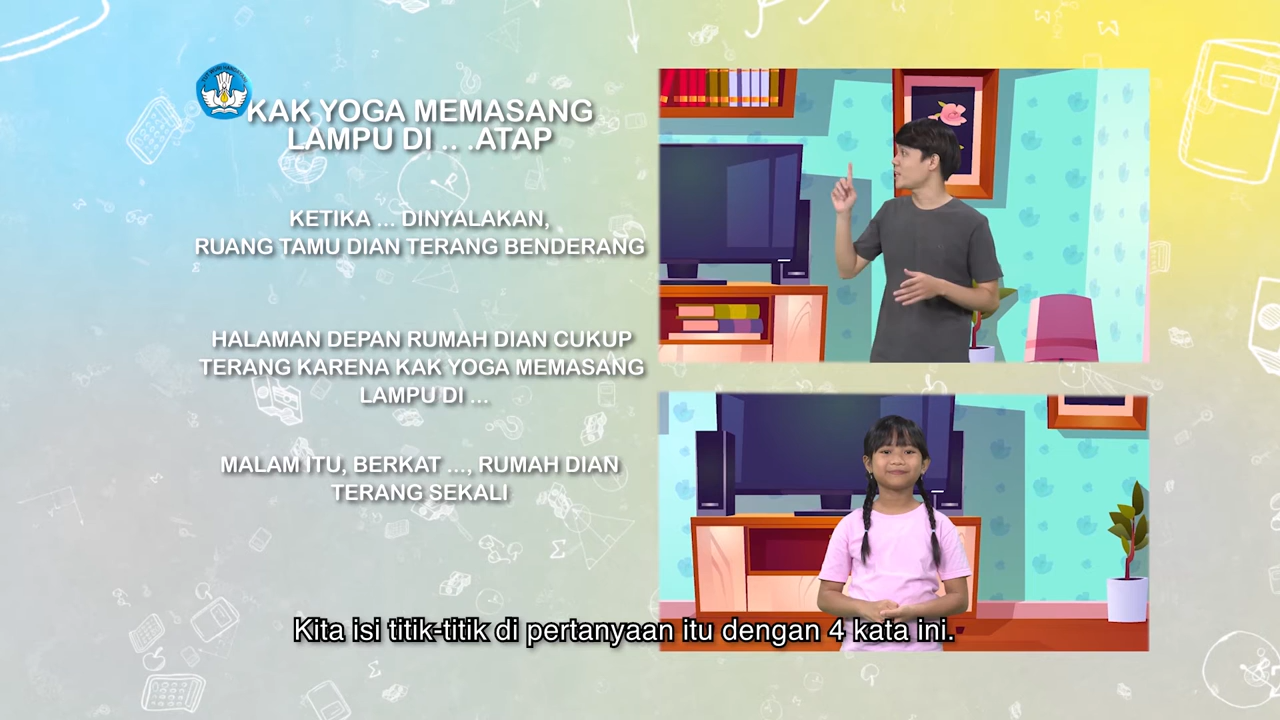 KAK YOGA MEMASANG
LAMPU DI .. .ATAP
KETIKA ... DINYALAKAN,
RUANG TAMU DIAN TERANG BENDERANG
HALAMAN DEPAN RUMAH DIAN CUKUP
TERANG KARENA KAK YOGA MEMASANG
LAMPU DI ...
MALAM ITU, BERKAT ..., RUMAH DIAN
TERANG SEKALI
Kita isi titik-titik di pertanyaan itu dengan 4 kata ini.